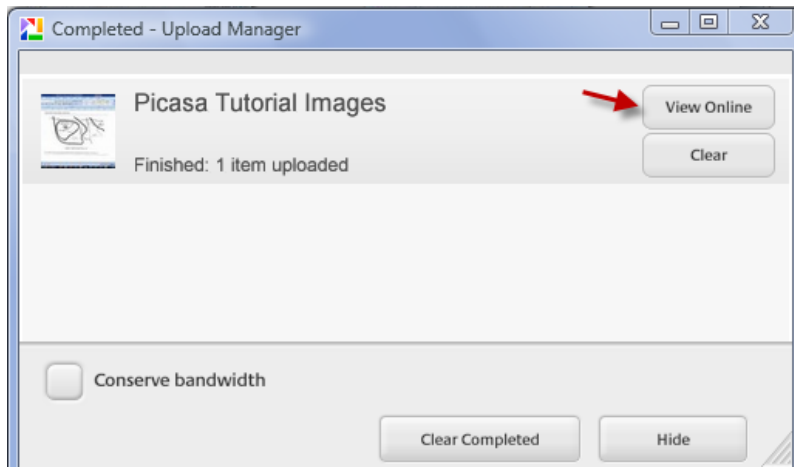 Completed - Upload Manager
Picasa Tutorial Images
View Online
Finished: 1 item uploaded
Clear
Conserve bandwidth
Clear Completed
Hide